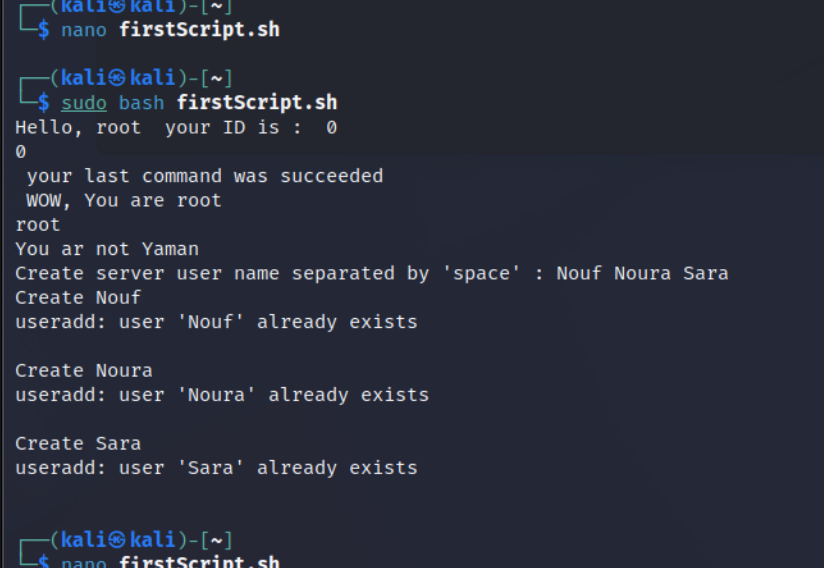 ┌──(kali㉿kali)-[~]
└─$ nano firstScript.sh
┌──(kali㉿kali)-[~]
└─$ sudo bash firstScript.sh
Hello, root  your ID is :  0
0
 your last command was succeeded
 WOW, You are root
root
You ar not Yaman
Create server user name separated by 'space' : Nouf Noura Sara
Create Nouf
useradd: user 'Nouf' already exists
Create Noura
useradd: user 'Noura' already exists
Create Sara
useradd: user 'Sara' already exists
┌──(kali㉿kali)-[~]
└─$ nano firstScript.sh